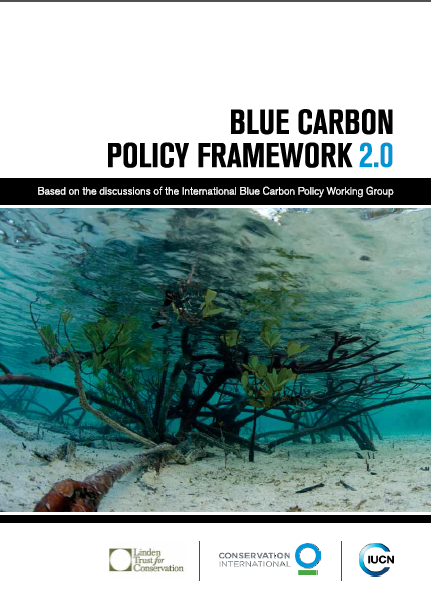 BLUE CARBON
POLICY FRAMEWORK 2.0
Based on the discussions of the International Blue Carbon Policy Working Group
Linden
Trust for
Conservation
CONSERVATION
INTERNATIONAL
IUCN